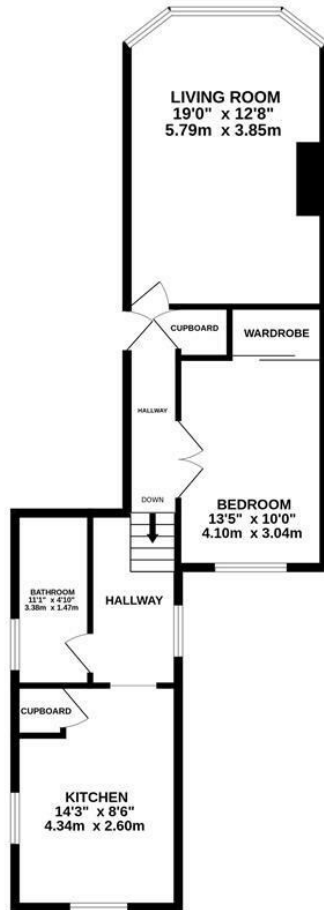 LIVING ROOM
19'0" x 12'8"
5.79m x 3.85m
CUPBOARD
WARDROBE
HALLWAY
DOWN
BEDROOM
13'5" x 10'0"
4.10m x 3.04m
BATHROOM
11'1" x 4'10"
3.38m x 1.47m
HALLWAY
CUPBOARD
KITCHEN
14'3" x 8'6"
4.34m x 2.60m